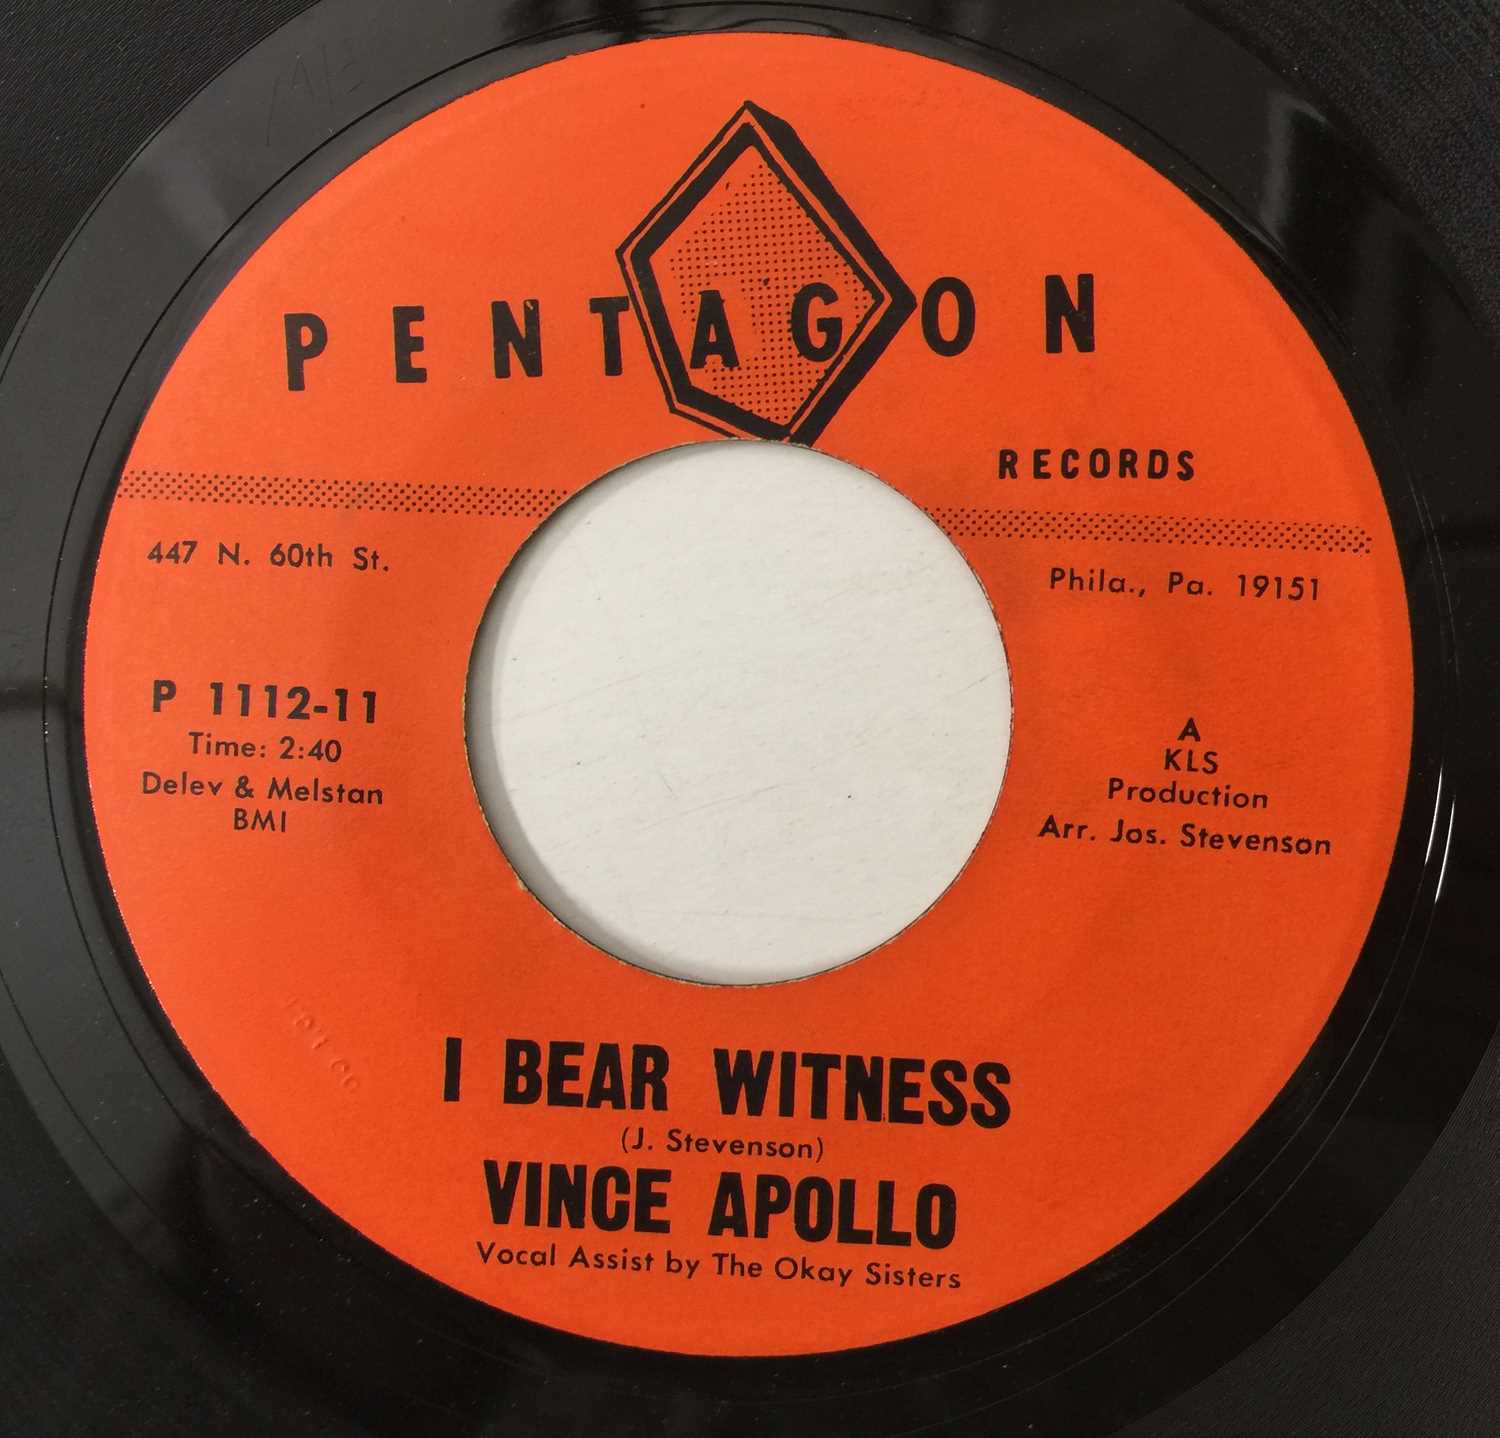 PENTAGON
RECORDS
447 N. 60th St.
Phila., Pa. 19151
P 1112-11
Time: 2:40
Delev & Melstan
BMI
A
KLS
Production
Arr. Jos. Stevenson
I BEAR WITNESS
(J. Stevenson)
VINCE APOLLO
Vocal Assist by The Okay Sisters